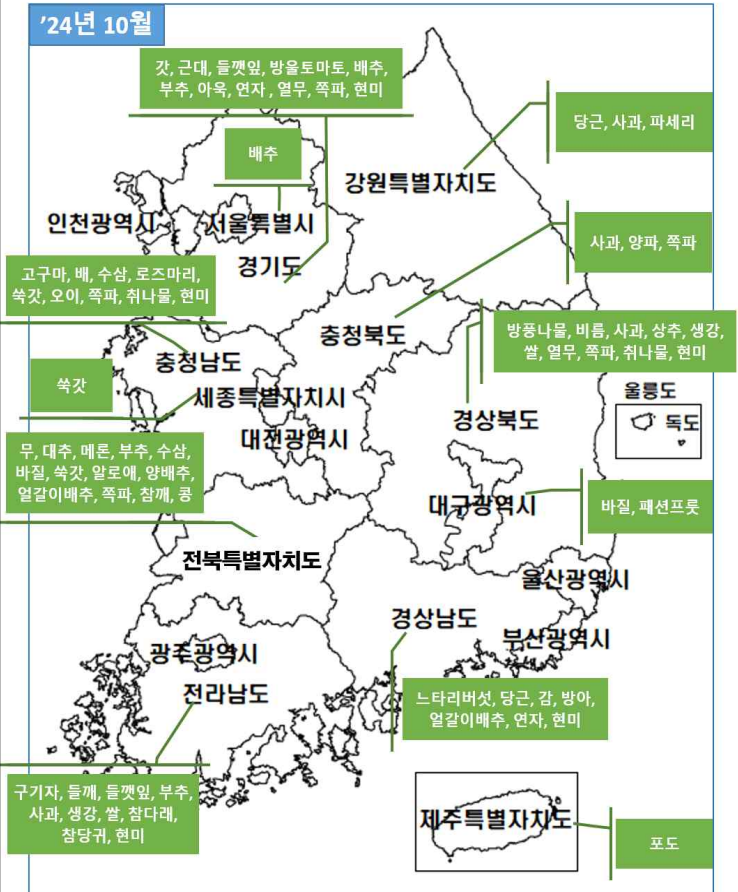 ’24년 10월
갓, 근대, 들깻잎, 방울토마토, 배추,
부추, 아욱, 연자 , 열무, 쪽파, 현미
당근, 사과, 파세리
배추
강원특별자치도
인천광역시
서울특별시
사과, 양파, 쪽파
경기도
고구마, 배, 수삼, 로즈마리,
쑥갓, 오이, 쪽파, 취나물, 현미
충청북도
방풍나물, 비름, 사과, 상추, 생강,
쌀, 열무, 쪽파, 취나물, 현미
충청남도
쑥갓
세종특별자치시
울릉도
독도
경상북도
대전광역시
무, 대추, 메론, 부추, 수삼,
바질, 쑥갓, 알로애, 양배추,
얼갈이배추, 쪽파, 참깨, 콩
대구광역시
바질, 패션프룻
전북특별자치도
울산광역시
경상남도
부산광역시
광주광역시
전라남도
느타리버섯, 당근, 감, 방아,
얼갈이배추, 연자, 현미
구기자, 들깨, 들깻잎, 부추,
사과, 생강, 쌀, 참다래,
참당귀, 현미
제주특별자치도
포도